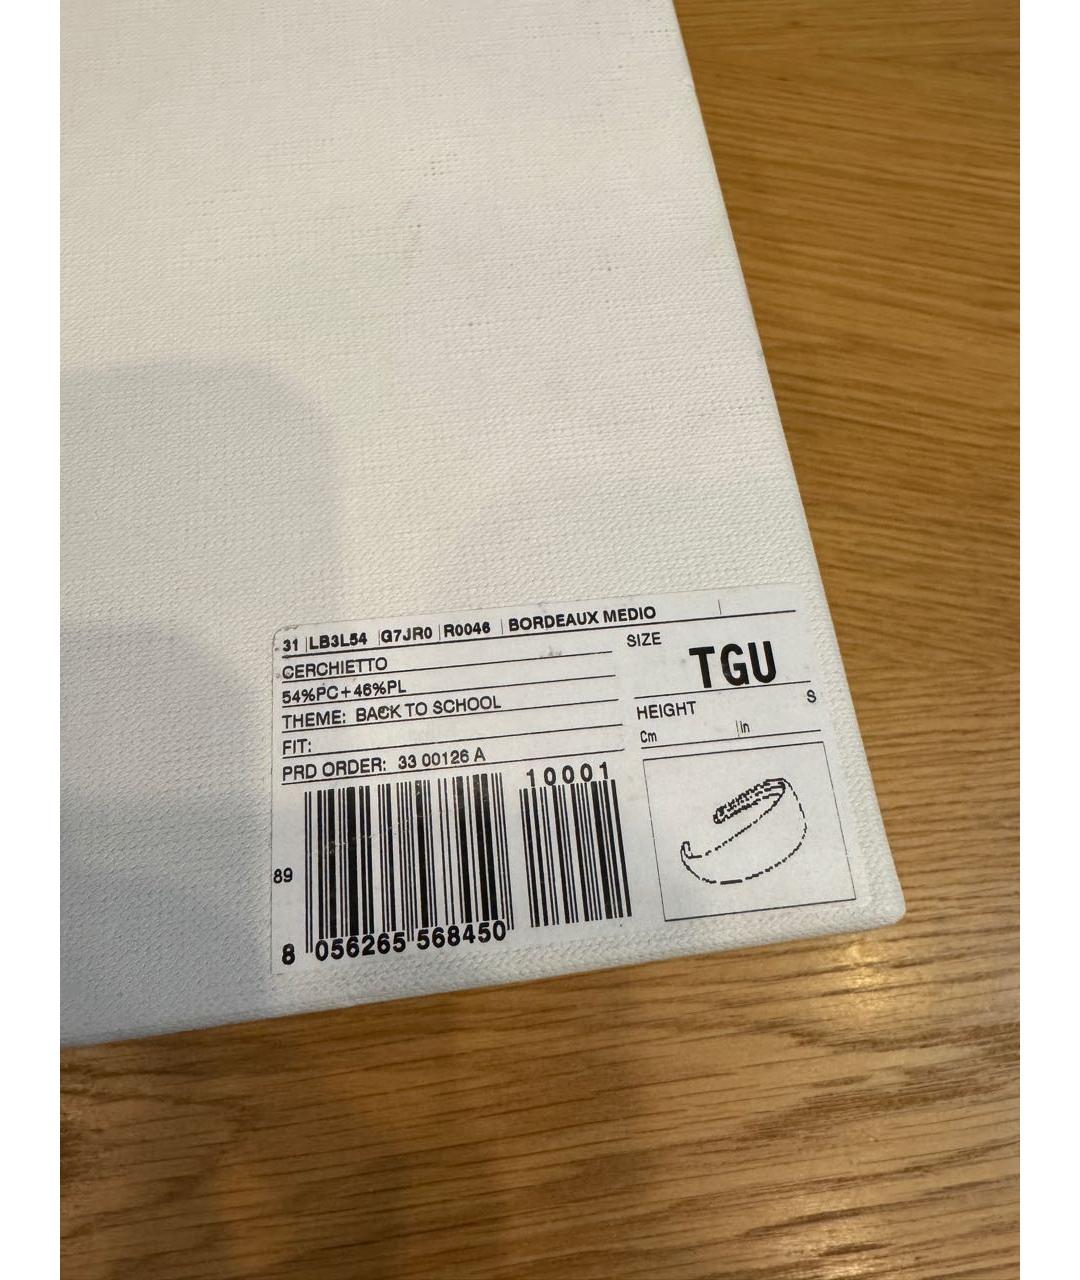 31 | LB3L54 | G7JR0 | R0046 | BORDEAUX MEDIO |
CERCHIETTO
54%PC+46%PL
THEME: BACK TO SCHOOL
FIT:
PRD ORDER: 33 00126 A
SIZE
TGU
HEIGHT S
Cm |In
10001
89
8 056265 568450